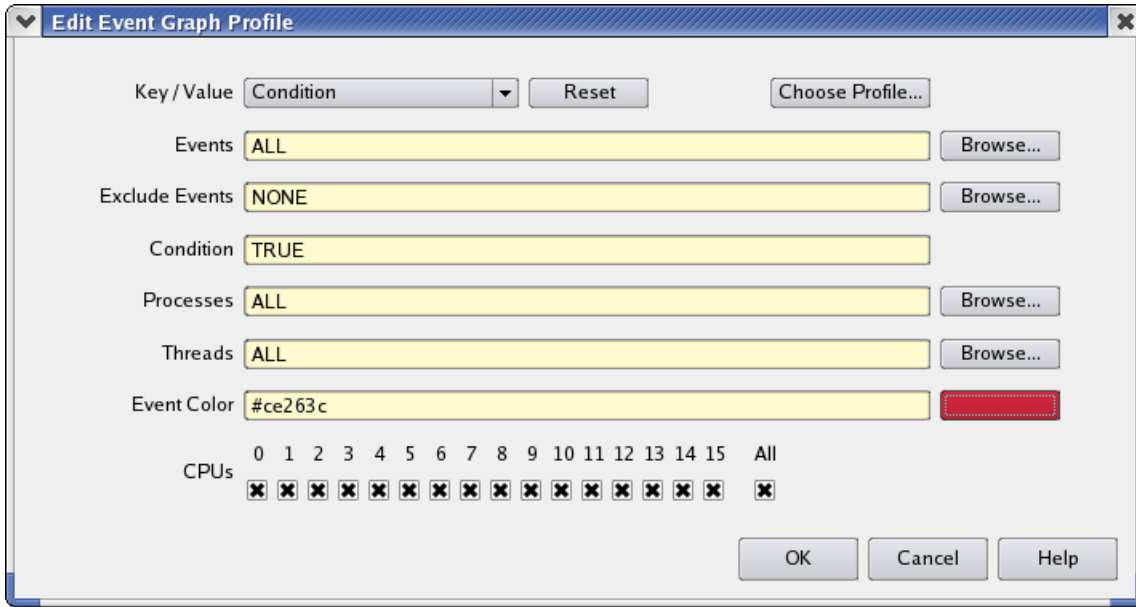 Edit Event Graph Profile
Key / Value Condition Reset Choose Profile...
Events ALL Browse...
Exclude Events NONE Browse...
Condition TRUE
Processes ALL Browse...
Threads ALL Browse...
Event Color #ce263c
0 1 2 3 4 5 6 7 8 9 10 11 12 13 14 15 All
CPUs
OK Cancel Help